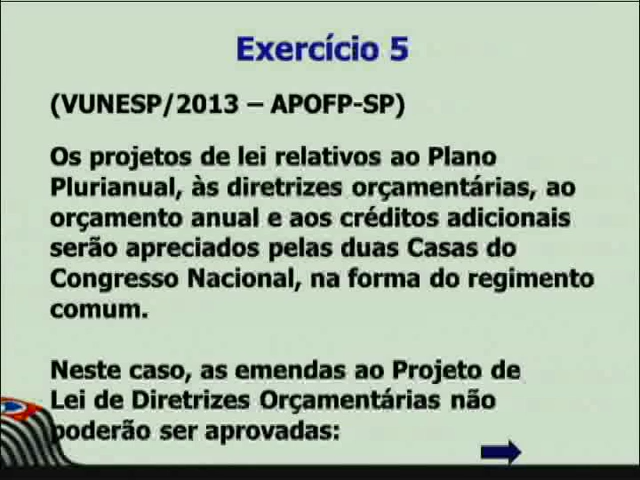 Exercício 5
(VUNESP/2013 – APOFP-SP)
Os projetos de lei relativos ao Plano
Plurianual, às diretrizes orçamentárias, ao
orçamento anual e aos créditos adicionais
serão apreciados pelas duas Casas do
Congresso Nacional, na forma do regimento
comum.
Neste caso, as emendas ao Projeto de
Lei de Diretrizes Orçamentárias não
poderão ser aprovadas: